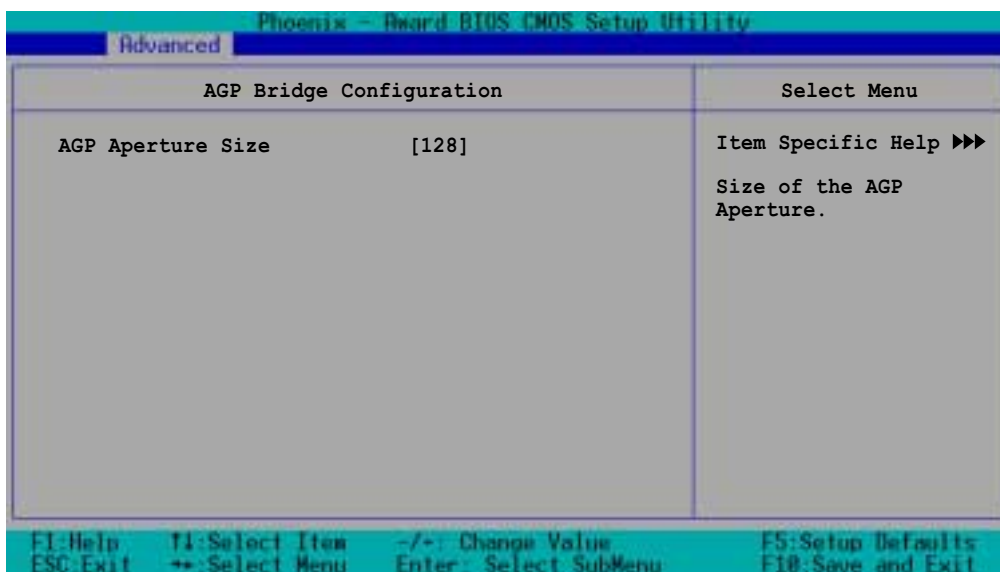 Phoenix - Award BIOS CMOS Setup Utility
Advanced
AGP Bridge Configuration
Select Menu
AGP Aperture Size [128]
Item Specific Help ▶▶▶
Size of the AGP
Aperture.
F1:Help ↑↓:Select Item -/+: Change Value F5:Setup Defaults
ESC:Exit ↔:Select Menu Enter: Select SubMenu F10:Save and Exit